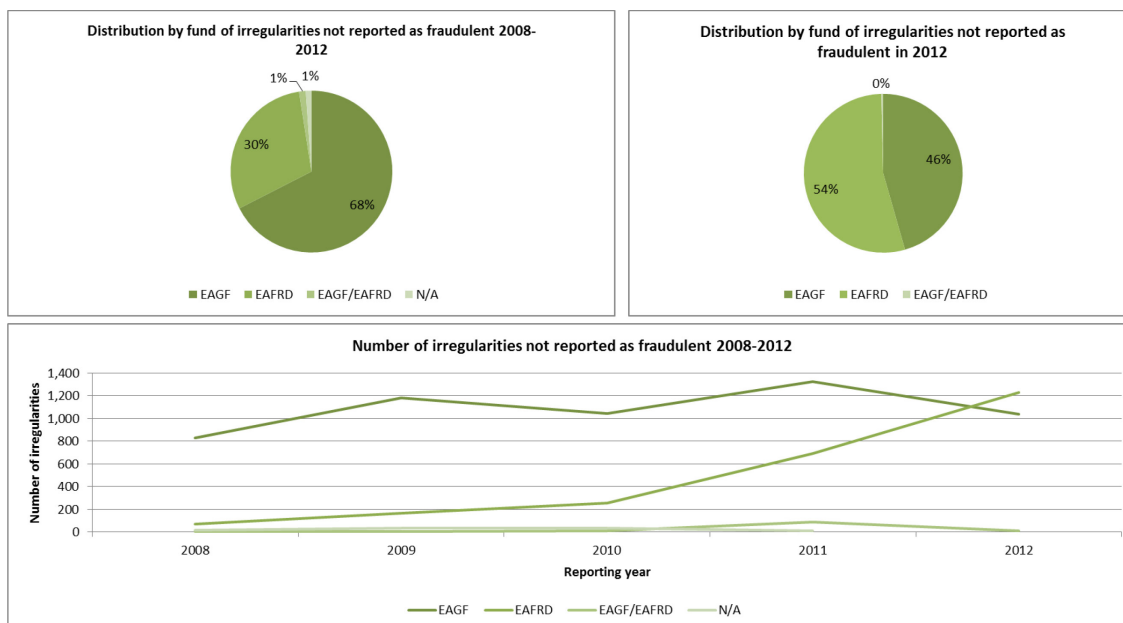 Distribution by fund of irregularities not reported as fraudulent 2008-
2012
1% 1%
30%
68%
EAGF EAFRD EAGF/EAFRD N/A
Distribution by fund of irregularities not reported as
fraudulent in 2012
0%
46%
54%
EAGF EAFRD EAGF/EAFRD
Number of irregularities not reported as fraudulent 2008-2012
Number of irregularities
1,400
1,200
1,000
800
600
400
200
0
2008 2009 2010 2011 2012
Reporting year
EAGF EAFRD EAGF/EAFRD N/A